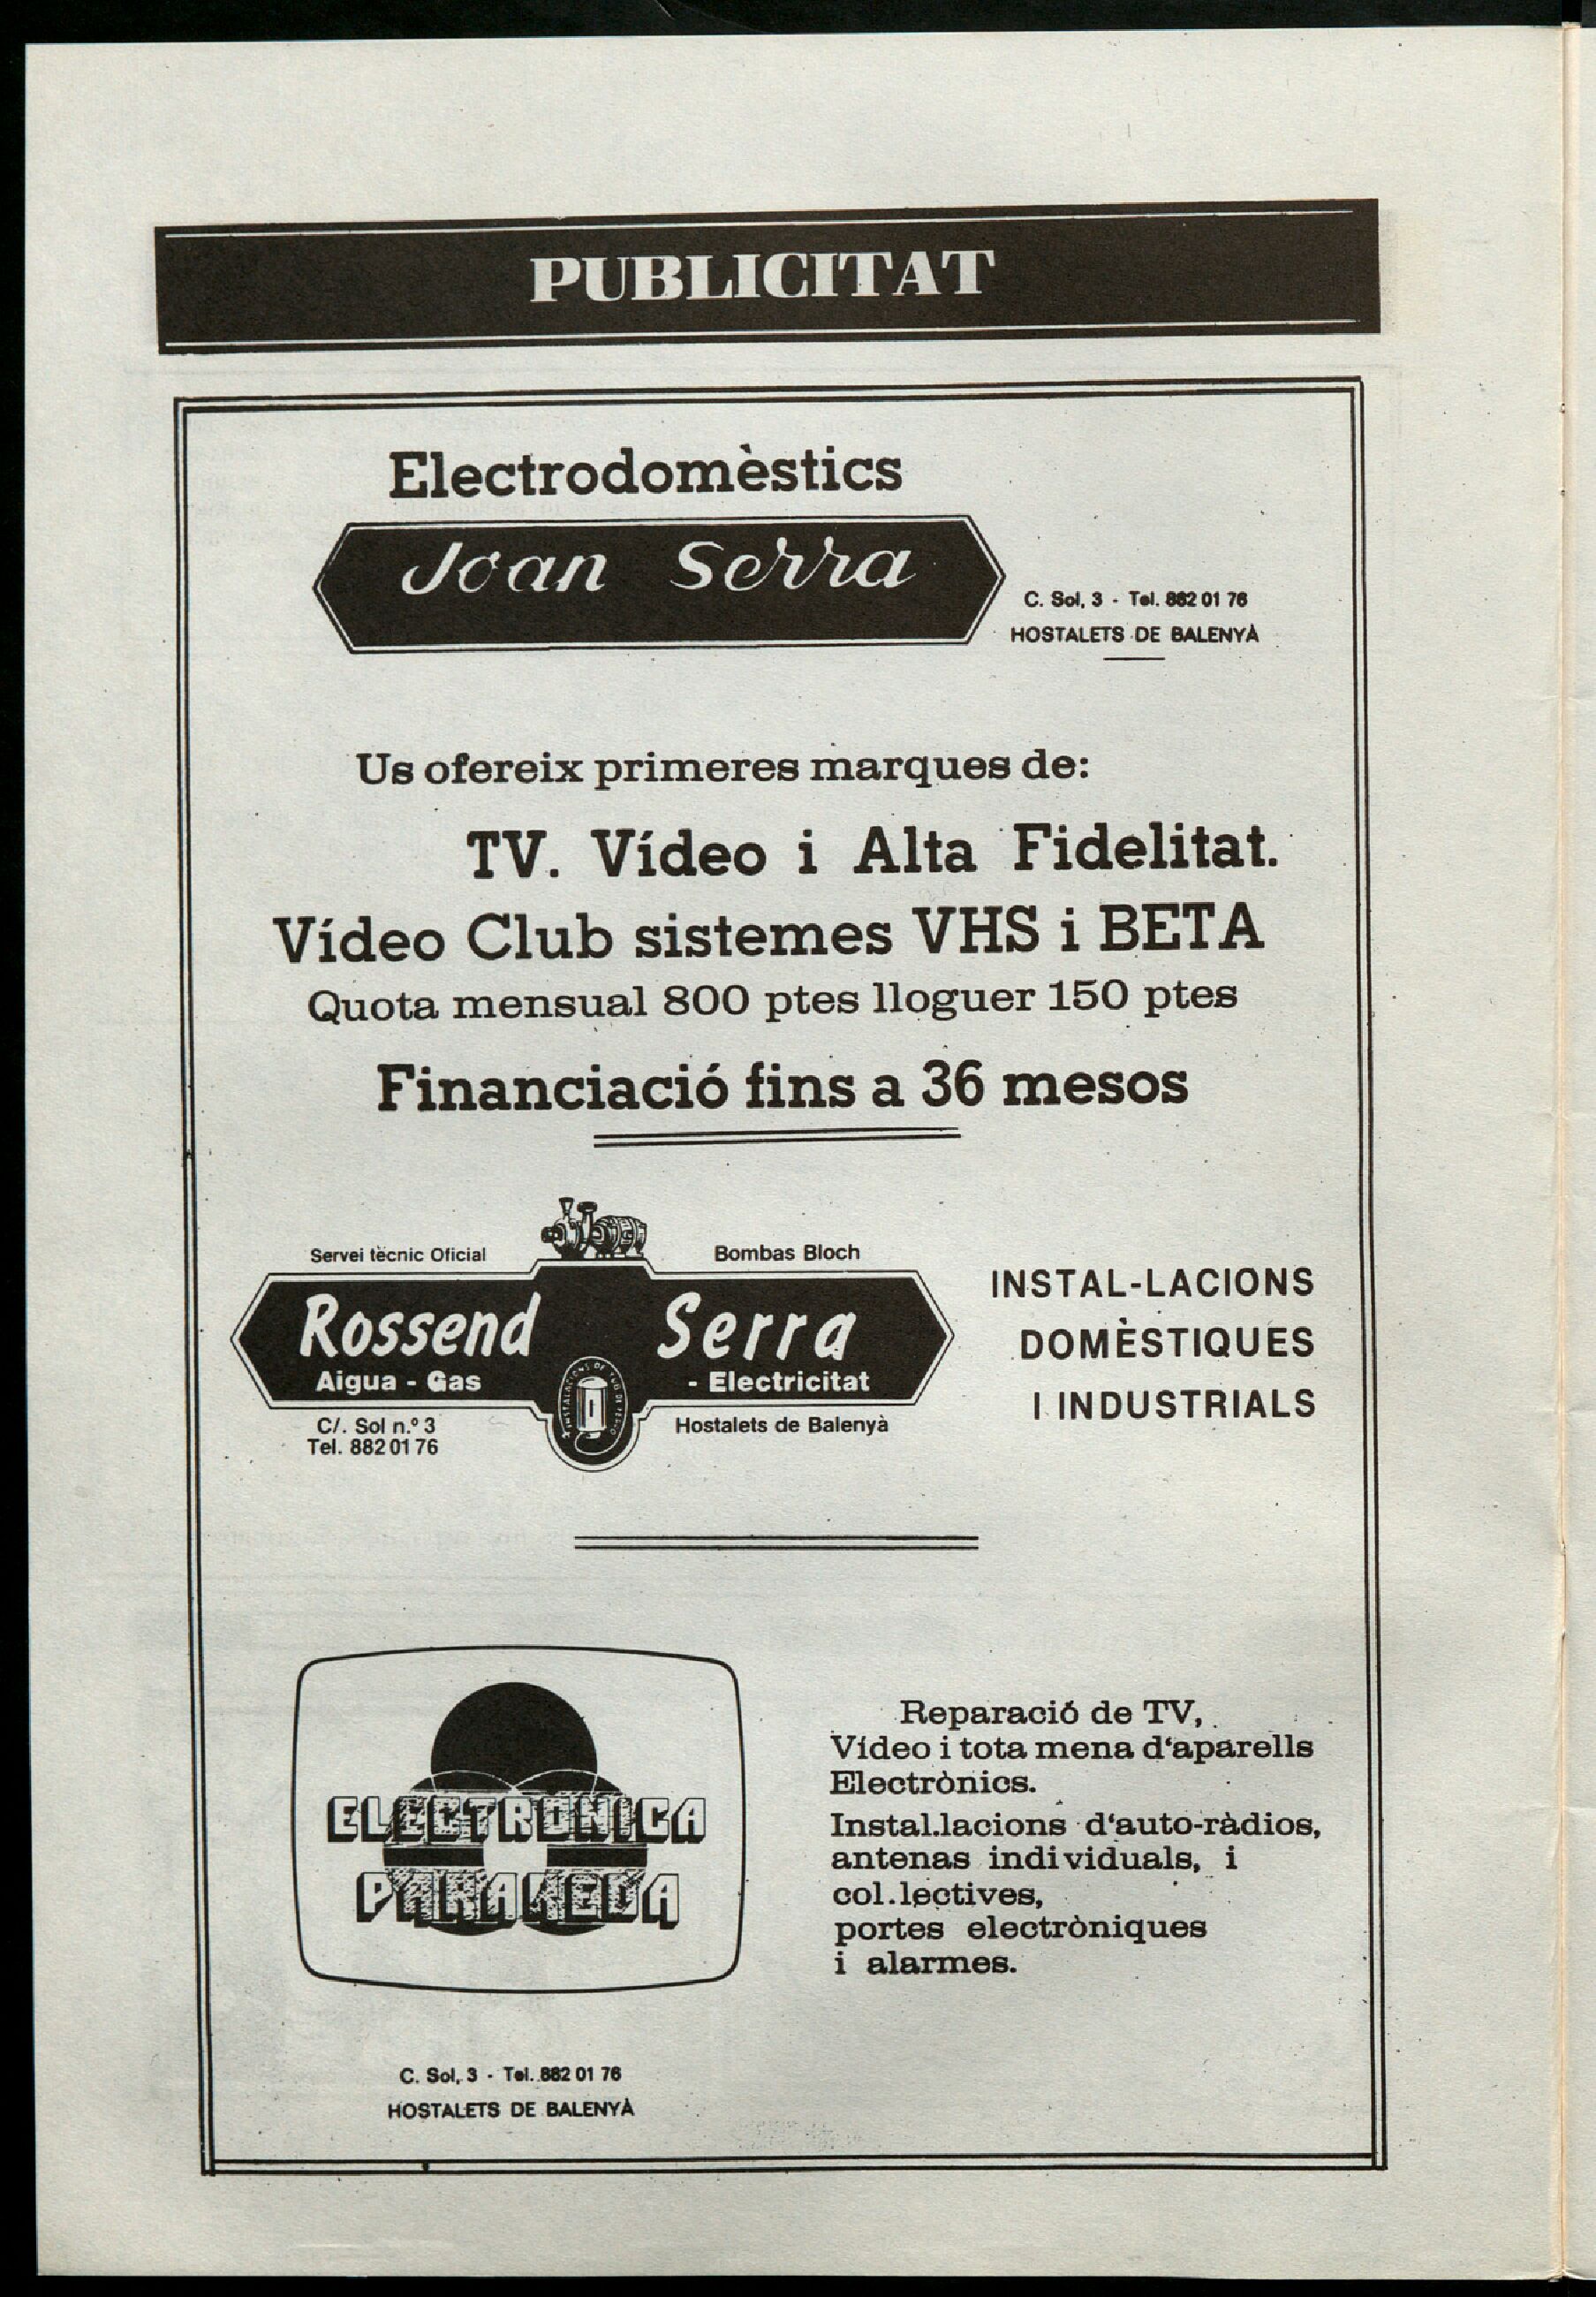 PUBLICITAT
Electrodomèstics
Joan Serra
C. Sol, 3 - Tel. 882 01 76
HOSTALETS DE BALENYÀ
Us ofereix primeres marques de:
TV. Vídeo i Alta Fidelitat.
Vídeo Club sistemes VHS i BETA
Quota mensual 800 ptes lloguer 150 ptes
Financiació fins a 36 mesos
Servei tècnic Oficial
Bombas Bloch
Rossend Serra
Aigua - Gas - Electricitat
C/. Sol n.º 3
Tel. 882 01 76
Hostalets de Balenyà
INSTAL-LACIONS
DOMÈSTIQUES
I INDUSTRIALS
ELECTRONICA
Reparació de TV,
Vídeo i tota mena d'aparells
Electrònics.
Instal.lacions d'auto-ràdios,
antenas individuals, i
col.lectives,
portes electròniques
i alarmes.
C. Sol, 3 - Tel. 882 01 76
HOSTALETS DE BALENYÀ